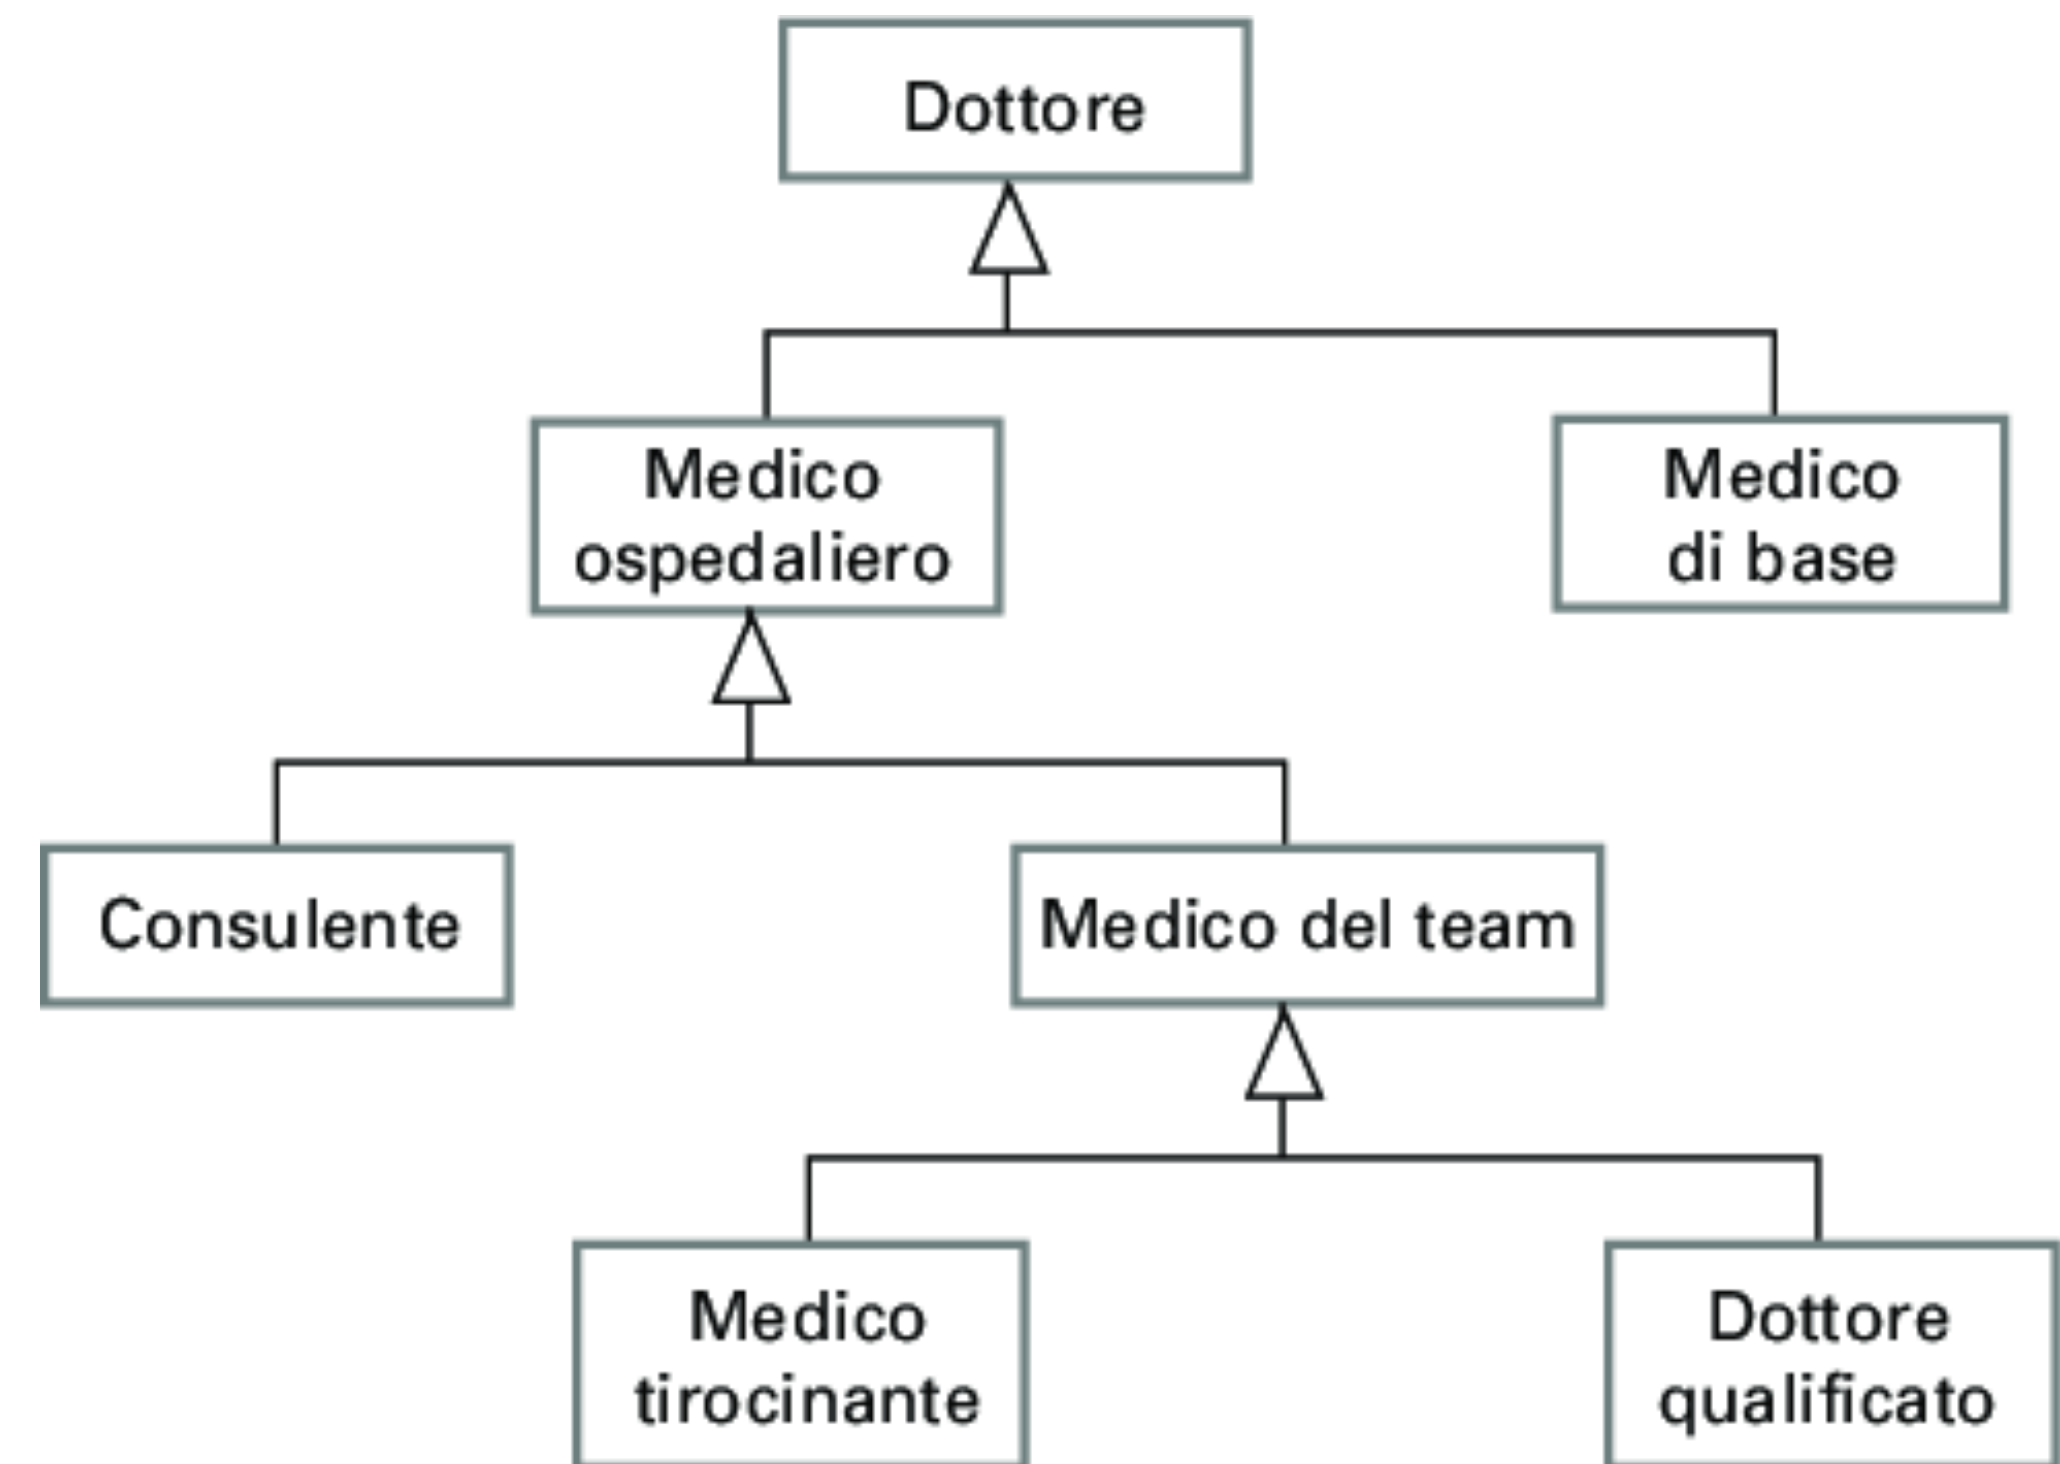 Dottore
Medico
ospedaliero
Medico
di base
Consulente
Medico del team
Medico
tirocinante
Dottore
qualificato